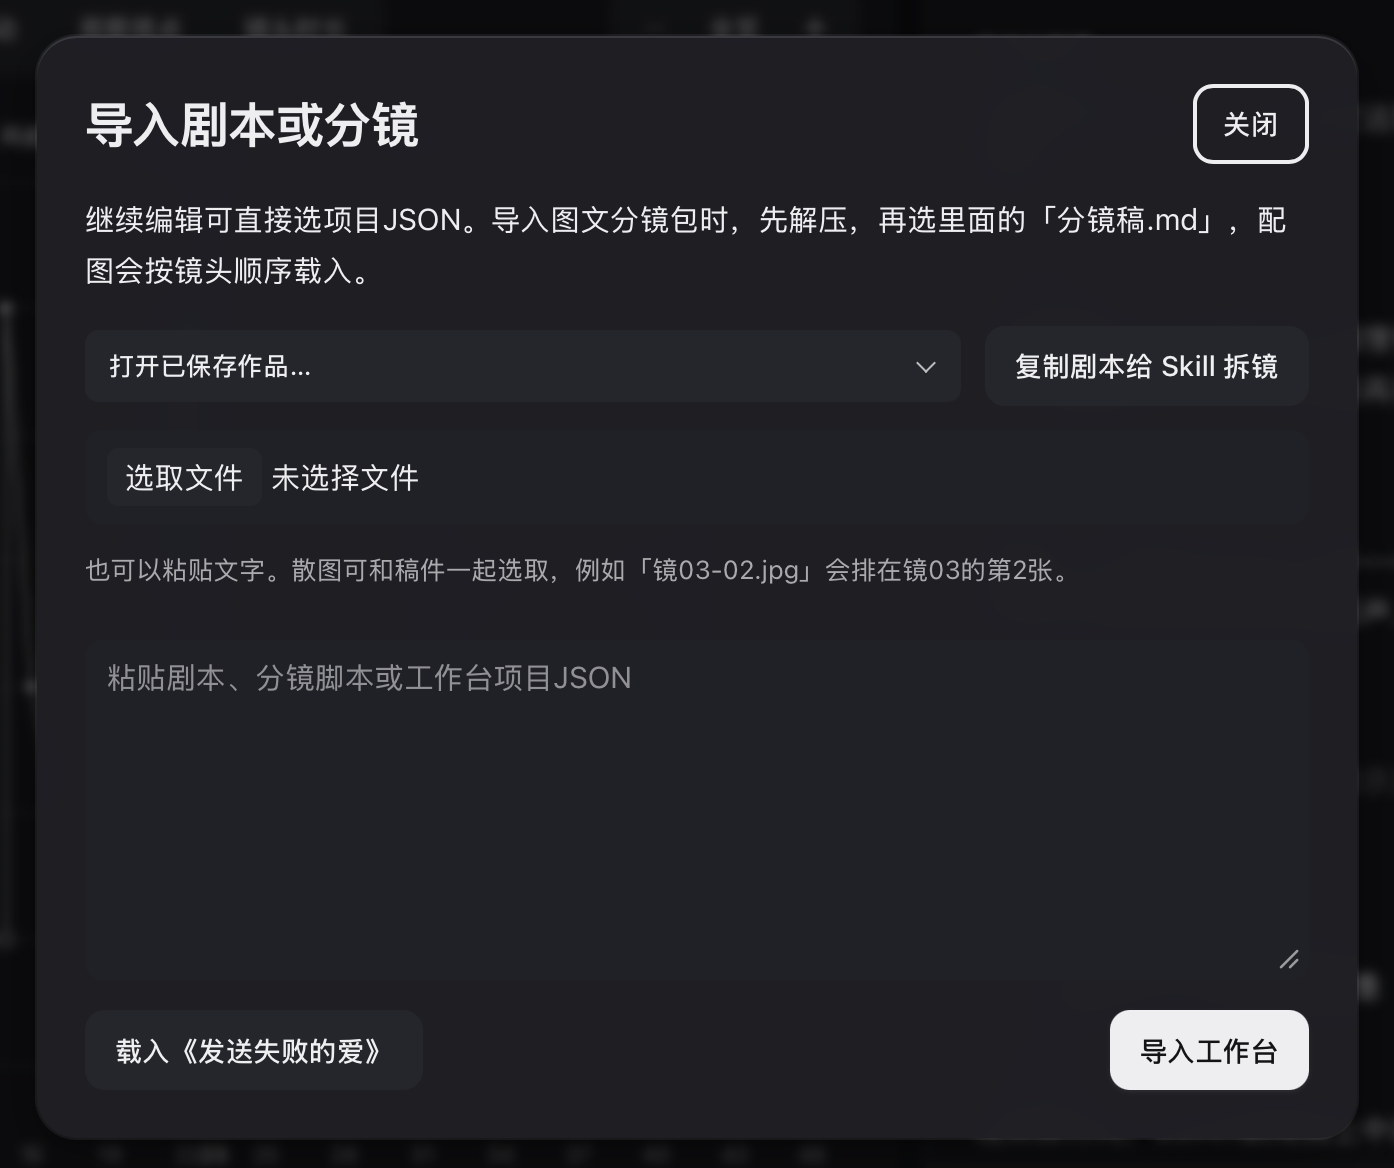 导入剧本或分镜
关闭
继续编辑可直接选项目JSON。导入图文分镜包时，先解压，再选里面的「分镜稿.md」，配
图会按镜头顺序载入。
打开已保存作品...
复制剧本给 Skill 拆镜
选取文件 未选择文件
也可以粘贴文字。散图可和稿件一起选取，例如「镜03-02.jpg」会排在镜03的第2张。
粘贴剧本、分镜脚本或工作台项目JSON
载入《发送失败的爱》
导入工作台